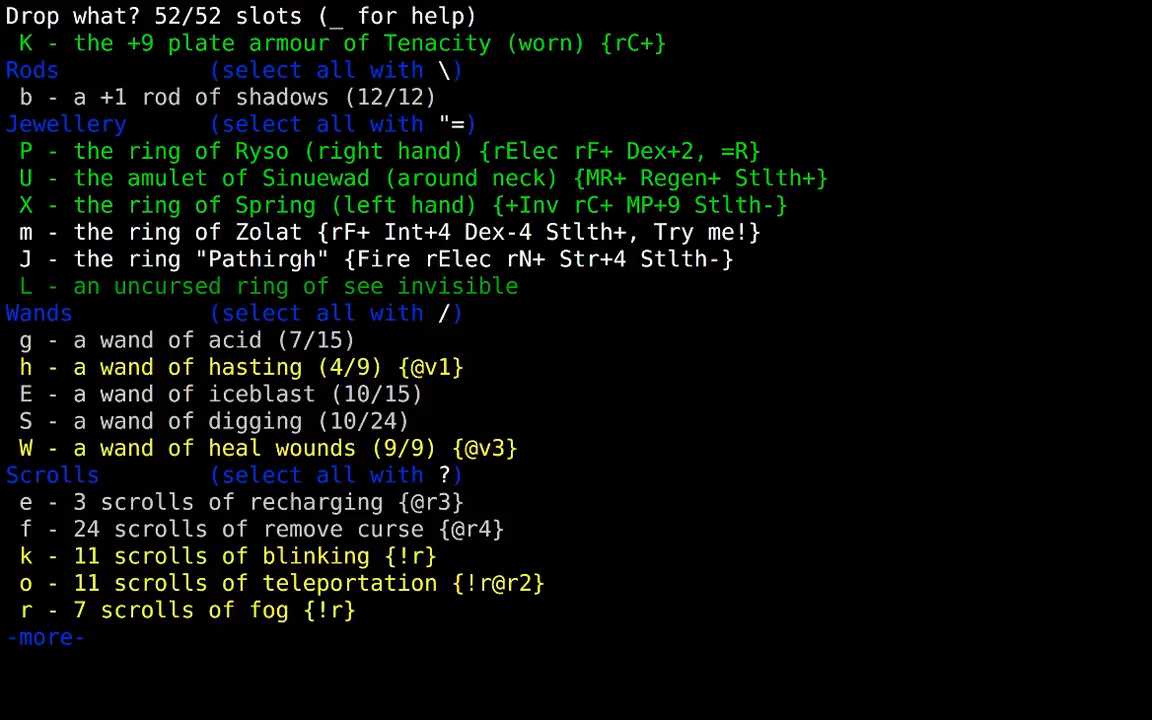 Drop what? 52/52 slots (_ for help)
K - the +9 plate armour of Tenacity (worn) {rC+}
Rods (select all with \)
b - a +1 rod of shadows (12/12)
Jewellery (select all with "=)
P - the ring of Ryso (right hand) {rElec rF+ Dex+2, =R}
U - the amulet of Sinuewad (around neck) {MR+ Regen+ Stlth+}
X - the ring of Spring (left hand) {+Inv rC+ MP+9 Stlth-}
m - the ring of Zolat {rF+ Int+4 Dex-4 Stlth+, Try me!}
J - the ring "Pathirgh" {Fire rElec rN+ Str+4 Stlth-}
L - an uncursed ring of see invisible
Wands (select all with /)
g - a wand of acid (7/15)
h - a wand of hasting (4/9) {@v1}
E - a wand of iceblast (10/15)
S - a wand of digging (10/24)
W - a wand of heal wounds (9/9) {@v3}
Scrolls (select all with ?)
e - 3 scrolls of recharging {@r3}
f - 24 scrolls of remove curse {@r4}
k - 11 scrolls of blinking {!r}
o - 11 scrolls of teleportation {!r@r2}
r - 7 scrolls of fog {!r}
-more-